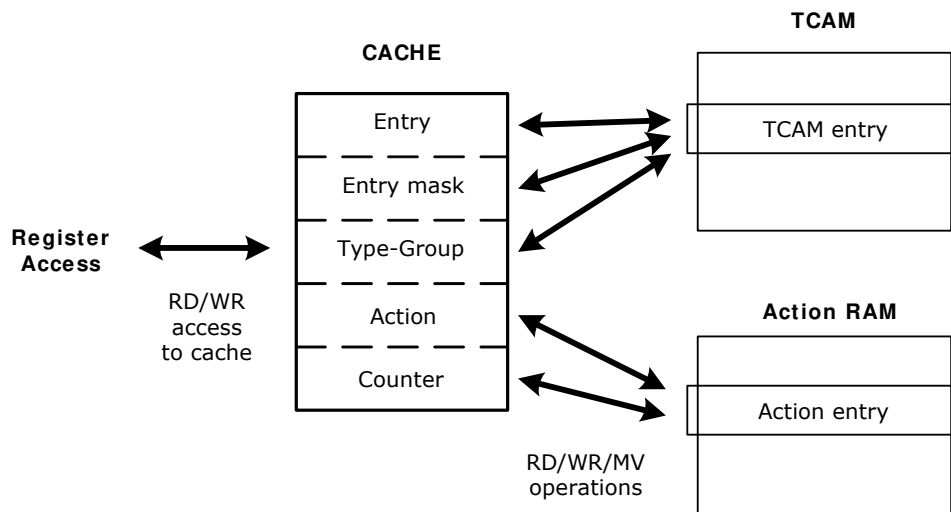 TCAM
CACHE
Entry
TCAM entry
Entry mask
Register
Access
Type-Group
RD/WR
access
to cache
Action
Action RAM
Counter
Action entry
RD/WR/MV
operations